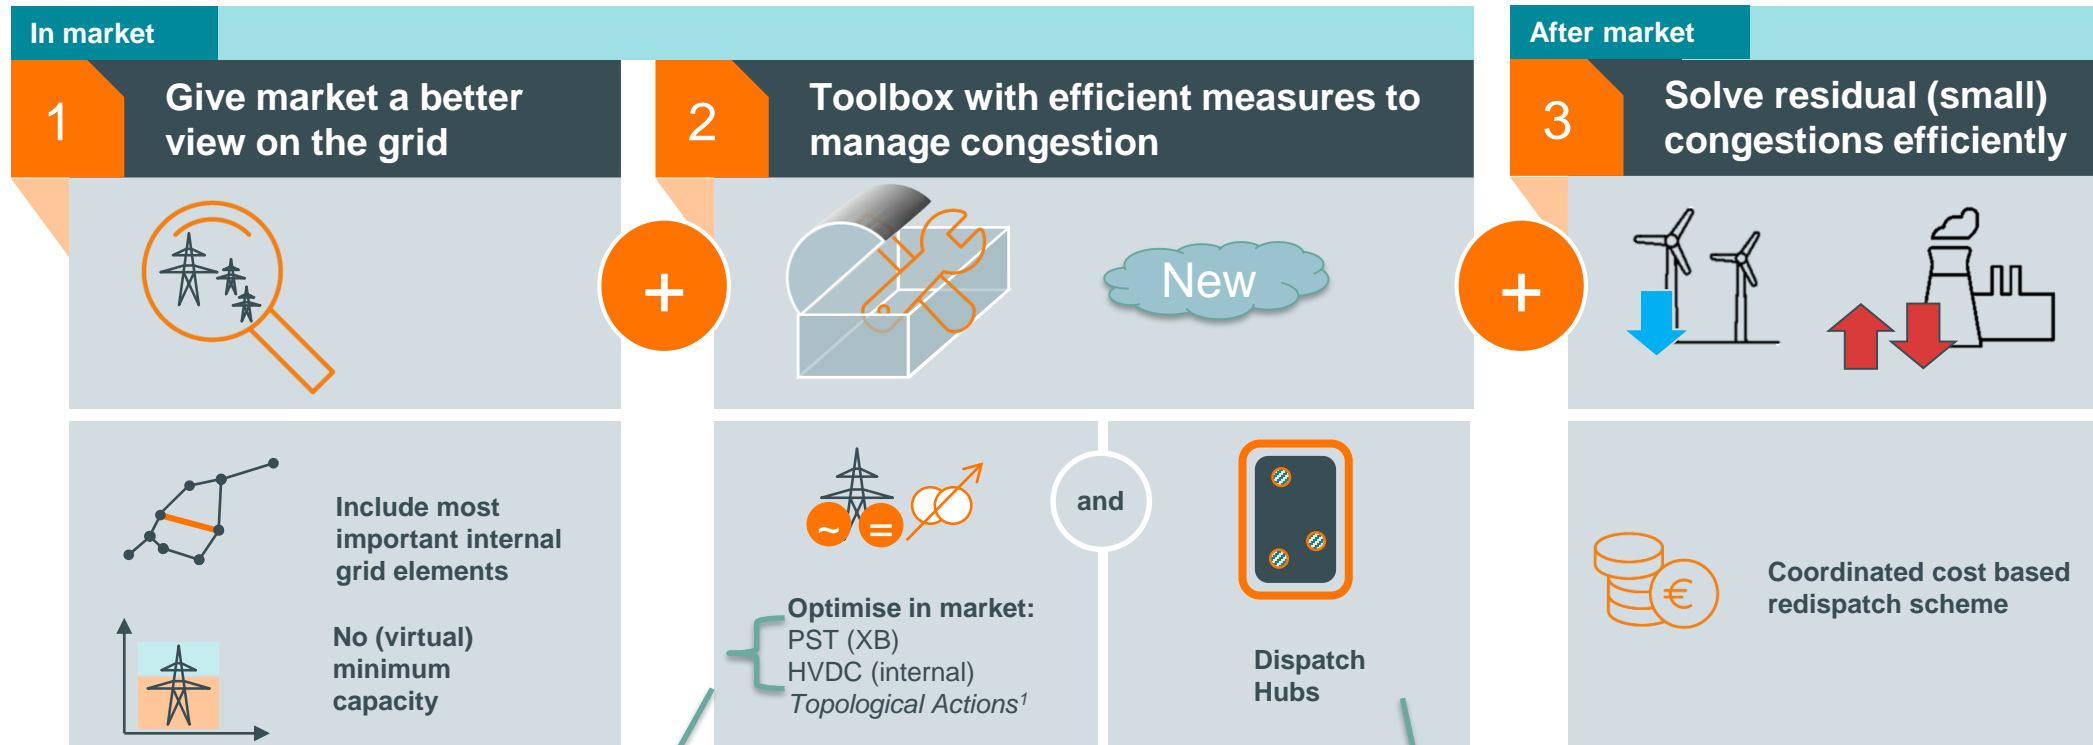 In market
After market
1
Give market a better
view on the grid
2
Toolbox with efficient measures to
manage congestion
3
Solve residual (small)
congestions efficiently
+
New
+
Include most
important internal
grid elements
No (virtual)
minimum
capacity
~
=
Optimise in market:
PST (XB)
HVDC (internal)
Topological Actions¹
and
Dispatch
Hubs
€
Coordinated cost based
redispatch scheme